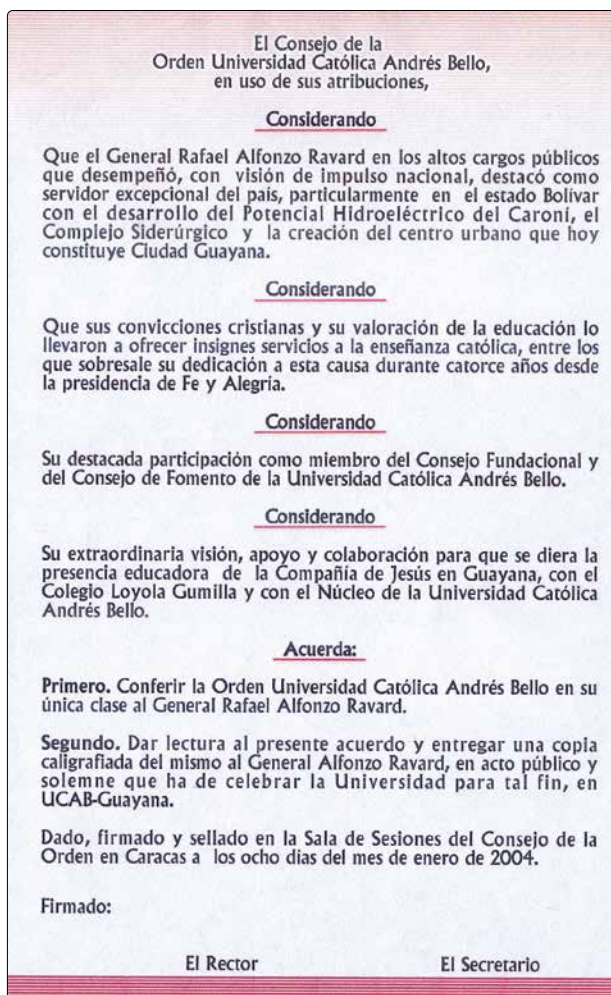 El Consejo de la
Orden Universidad Católica Andrés Bello,
en uso de sus atribuciones,
Considerando
Que el General Rafael Alfonzo Ravard en los altos cargos públicos
que desempeñó, con visión de impulso nacional, destacó como
servidor excepcional del país, particularmente en el estado Bolívar
con el desarrollo del Potencial Hidroeléctrico del Caroní, el
Complejo Siderúrgico y la creación del centro urbano que hoy
constituye Ciudad Guayana.
Considerando
Que sus convicciones cristianas y su valoración de la educación lo
llevaron a ofrecer insignes servicios a la enseñanza católica, entre los
que sobresale su dedicación a esta causa durante catorce años desde
la presidencia de Fe y Alegría.
Considerando
Su destacada participación como miembro del Consejo Fundacional y
del Consejo de Fomento de la Universidad Católica Andrés Bello.
Considerando
Su extraordinaria visión, apoyo y colaboración para que se diera la
presencia educadora de la Compañía de Jesús en Guayana, con el
Colegio Loyola Gumilla y con el Núcleo de la Universidad Católica
Andrés Bello.
Acuerda:
Primero. Conferir la Orden Universidad Católica Andrés Bello en su
única clase al General Rafael Alfonzo Ravard.
Segundo. Dar lectura al presente acuerdo y entregar una copia
caligrafiada del mismo al General Alfonzo Ravard, en acto público y
solemne que ha de celebrar la Universidad para tal fin, en
UCAB-Guayana.
Dado, firmado y sellado en la Sala de Sesiones del Consejo de la
Orden en Caracas a los ocho días del mes de enero de 2004.
Firmado:
El Rector El Secretario